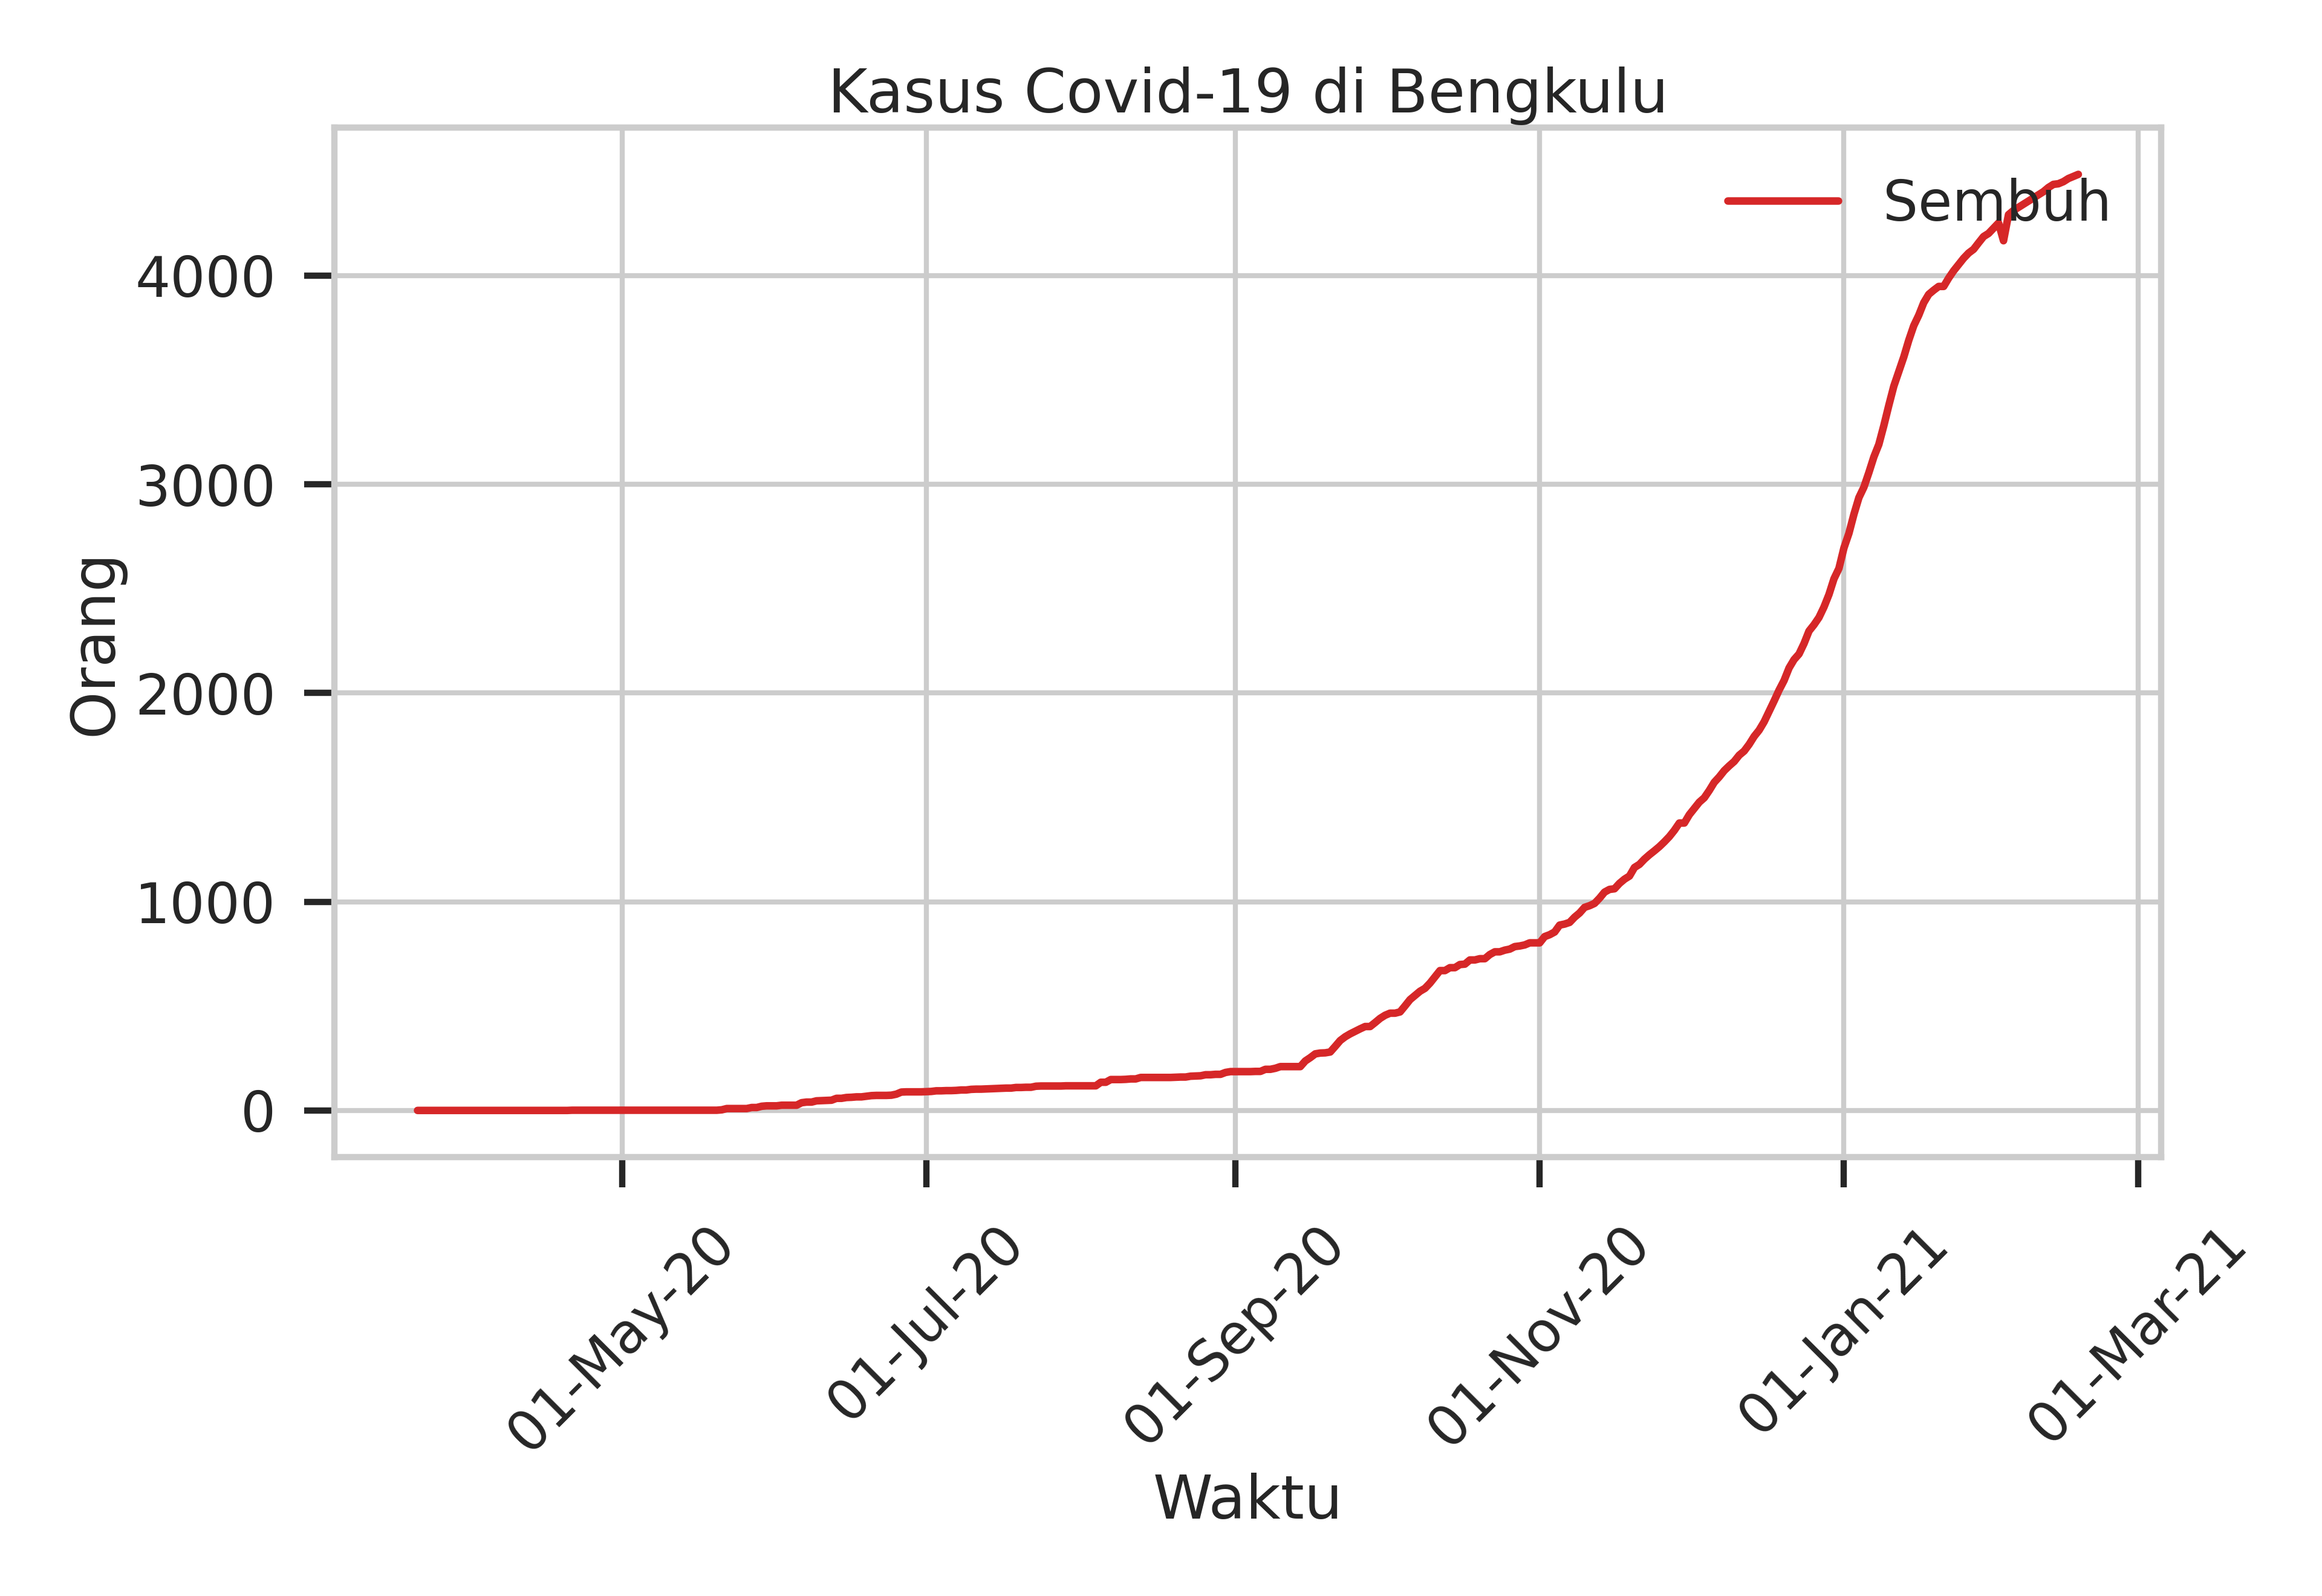 Kasus Covid-19 di Bengkulu
Sembuh
Orang
4000
3000
2000
1000
0
01-May-20
01-Jul-20
01-Sep-20
01-Nov-20
01-Jan-21
01-Mar-21
Waktu